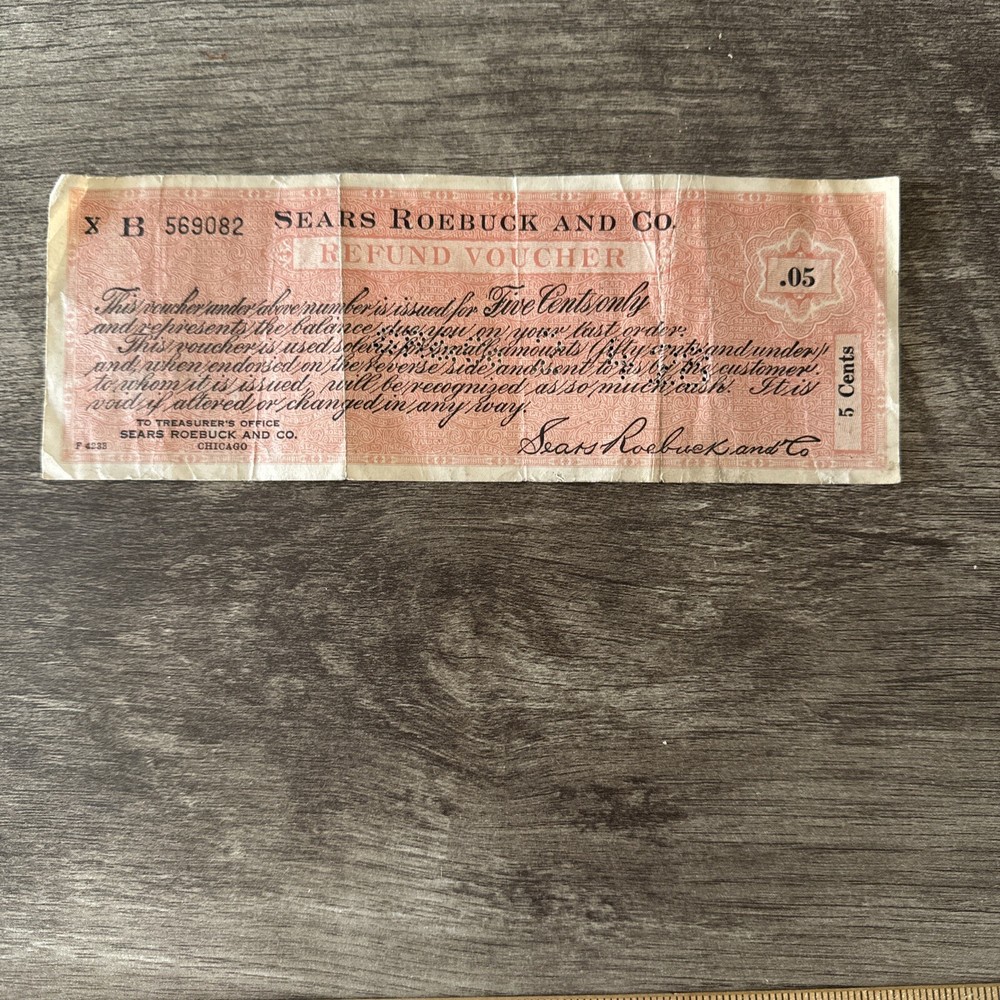 X B 569082 SEARS ROEBUCK AND CO.
REFUND VOUCHER
.05
This voucher under above number is issued for Five Cents only
and represents the balance due you on your last order.
This voucher is used solely for small amounts (fifty cents and under)
and, when endorsed on the reverse side and sent to us by the customer
to whom it is issued, will be recognized as so much cash. It is
void if altered or changed in any way.
5 Cents
TO TREASURER'S OFFICE
SEARS ROEBUCK AND CO.
F 4233 CHICAGO
Sears Roebuck and Co